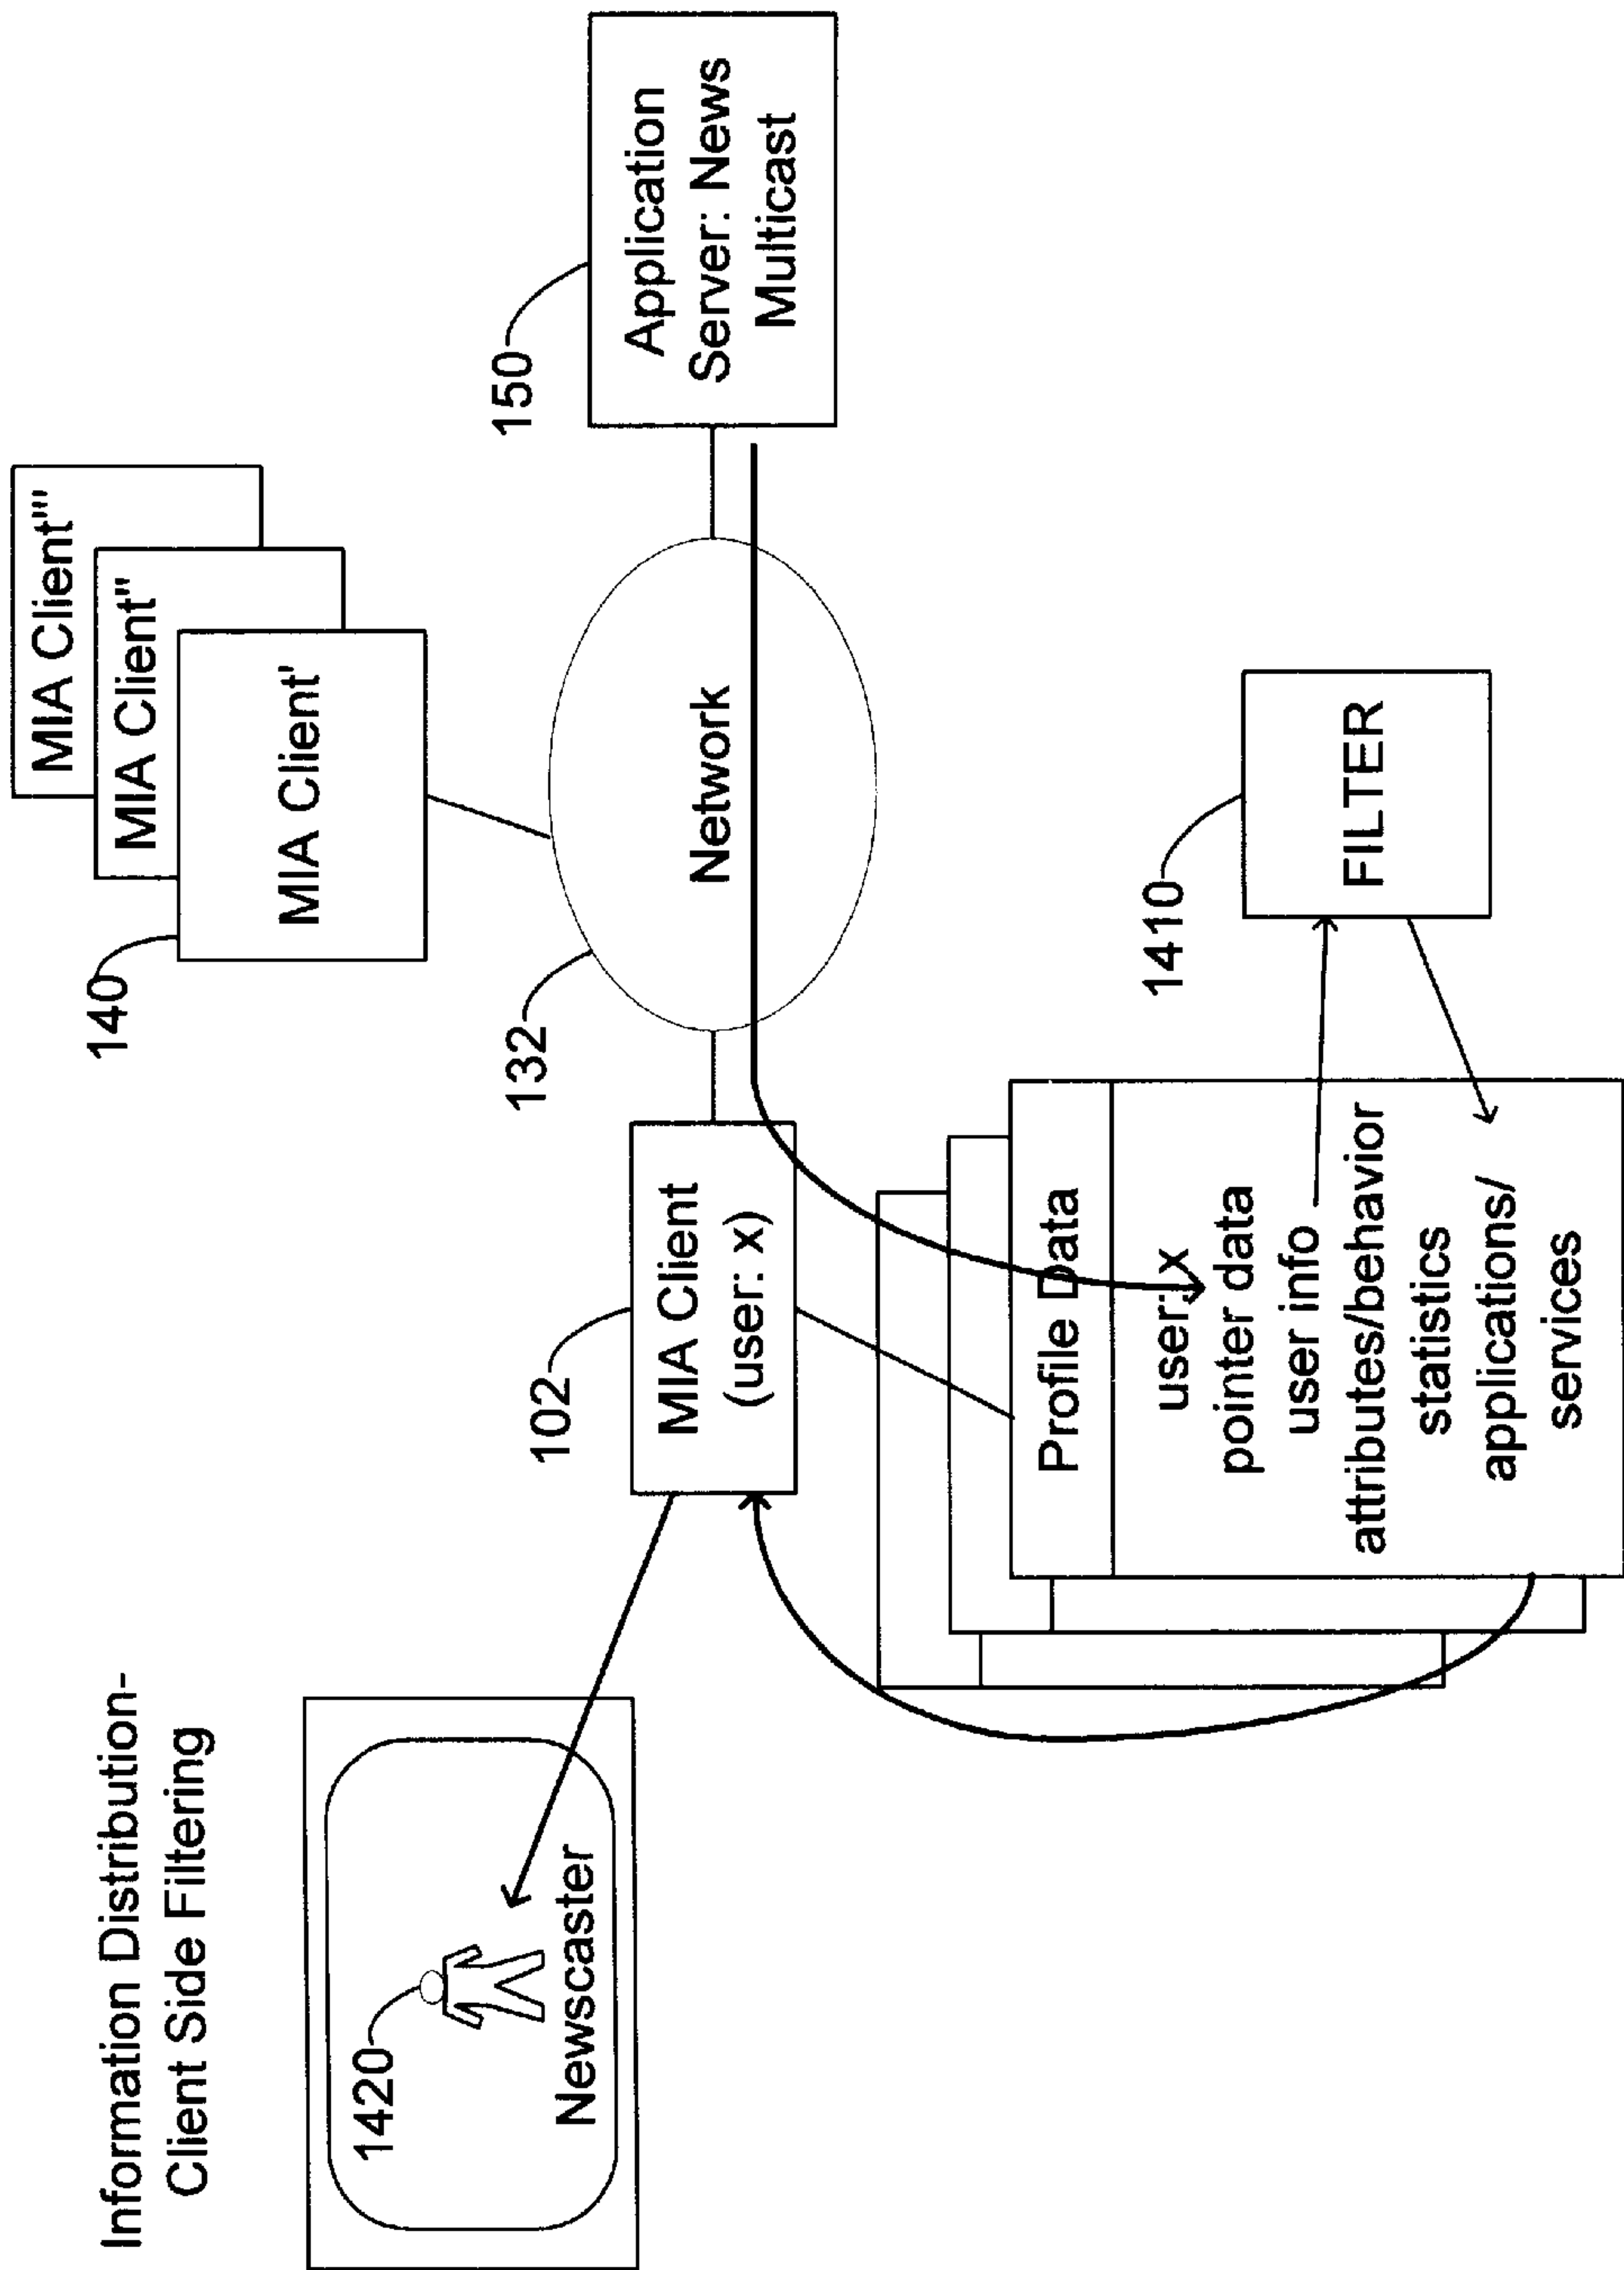 Information Distribution-
Client Side Filtering
1420
Newscaster
102
MIA Client
(user: x)
140
MIA Client'
MIA Client''
MIA Client'''
132
Network
150
Application
Server: News
Multicast
Profile Data
user: x
pointer data
user info
attributes/behavior
statistics
applications/
services
1410
FILTER